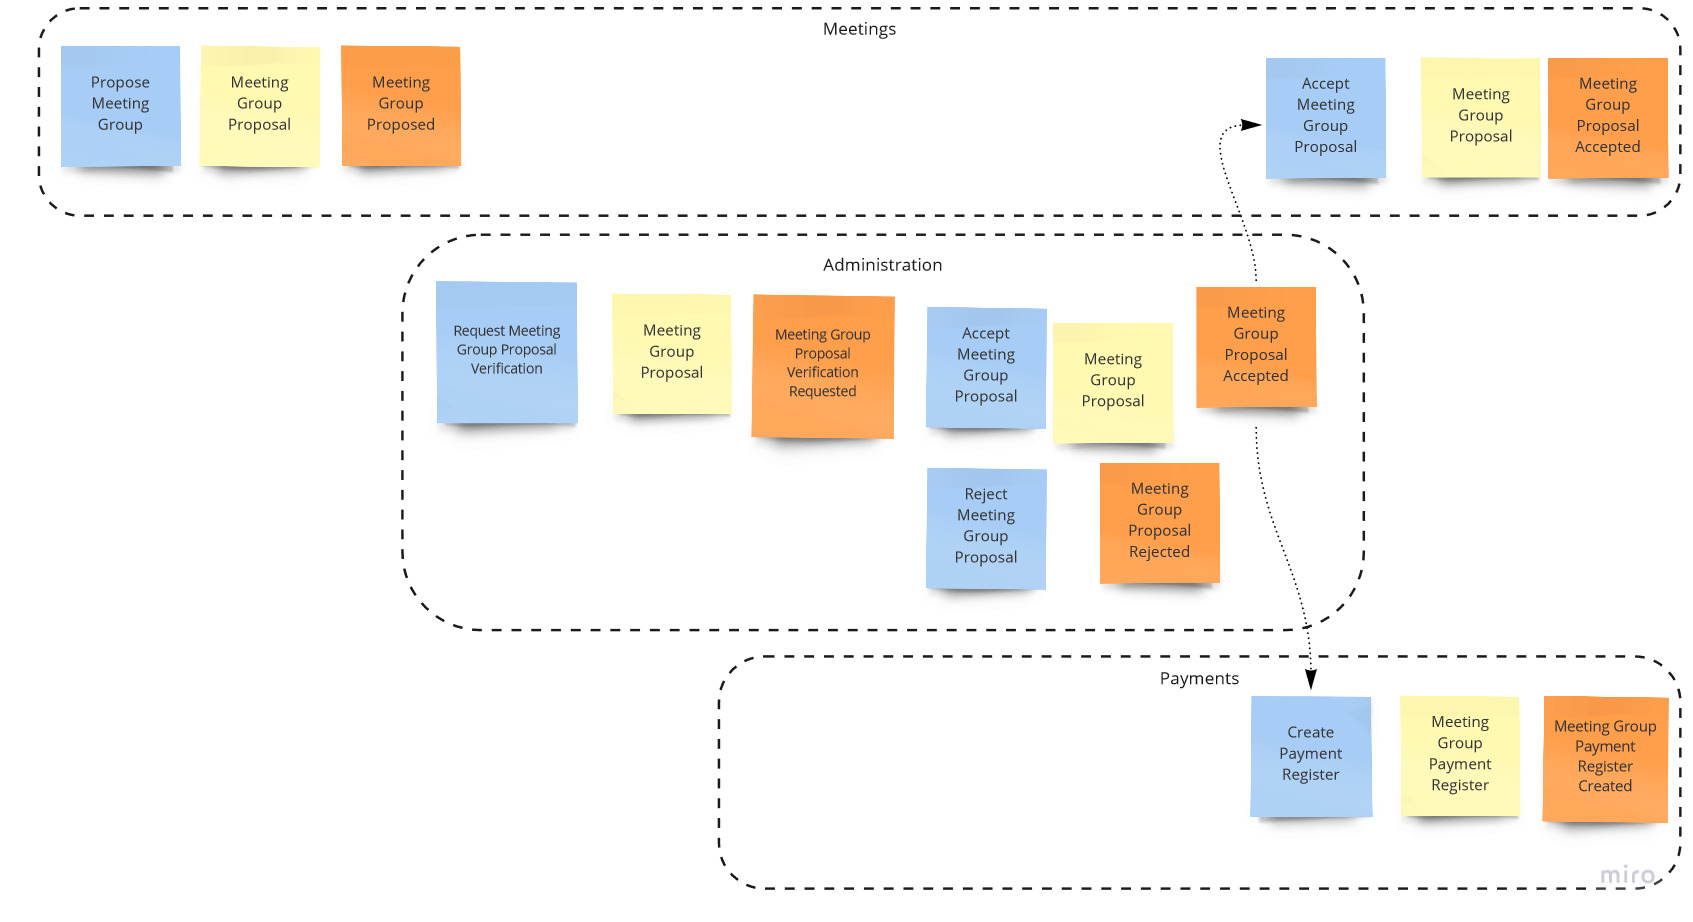 Meetings
Propose
Meeting
Group
Meeting
Group
Proposal
Meeting
Group
Proposed
Accept
Meeting
Group
Proposal
Meeting
Group
Proposal
Meeting
Group
Proposal
Accepted
Administration
Request Meeting
Group Proposal
Verification
Meeting
Group
Proposal
Meeting Group
Proposal
Verification
Requested
Accept
Meeting
Group
Proposal
Meeting
Group
Proposal
Meeting
Group
Proposal
Accepted
Reject
Meeting
Group
Proposal
Meeting
Group
Proposal
Rejected
Payments
Create
Payment
Register
Meeting
Group
Payment
Register
Meeting Group
Payment
Register
Created
miro